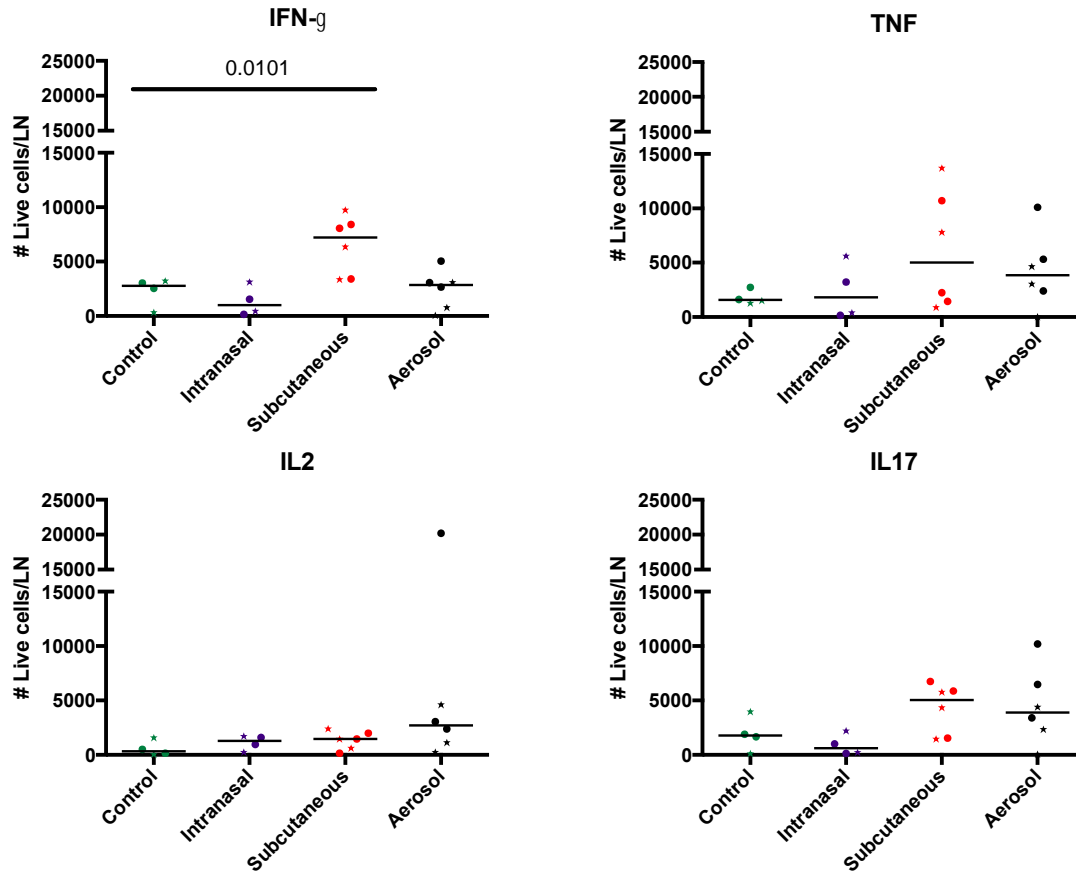 IFN-g
# Live cells/LN
25000
20000
15000
15000
10000
5000
0
0.0101
Control
Intranasal
Subcutaneous
Aerosol
TNF
# Live cells/LN
25000
20000
15000
15000
10000
5000
0
Control
Intranasal
Subcutaneous
Aerosol
IL2
# Live cells/LN
25000
20000
15000
15000
10000
5000
0
Control
Intranasal
Subcutaneous
Aerosol
IL17
# Live cells/LN
25000
20000
15000
15000
10000
5000
0
Control
Intranasal
Subcutaneous
Aerosol